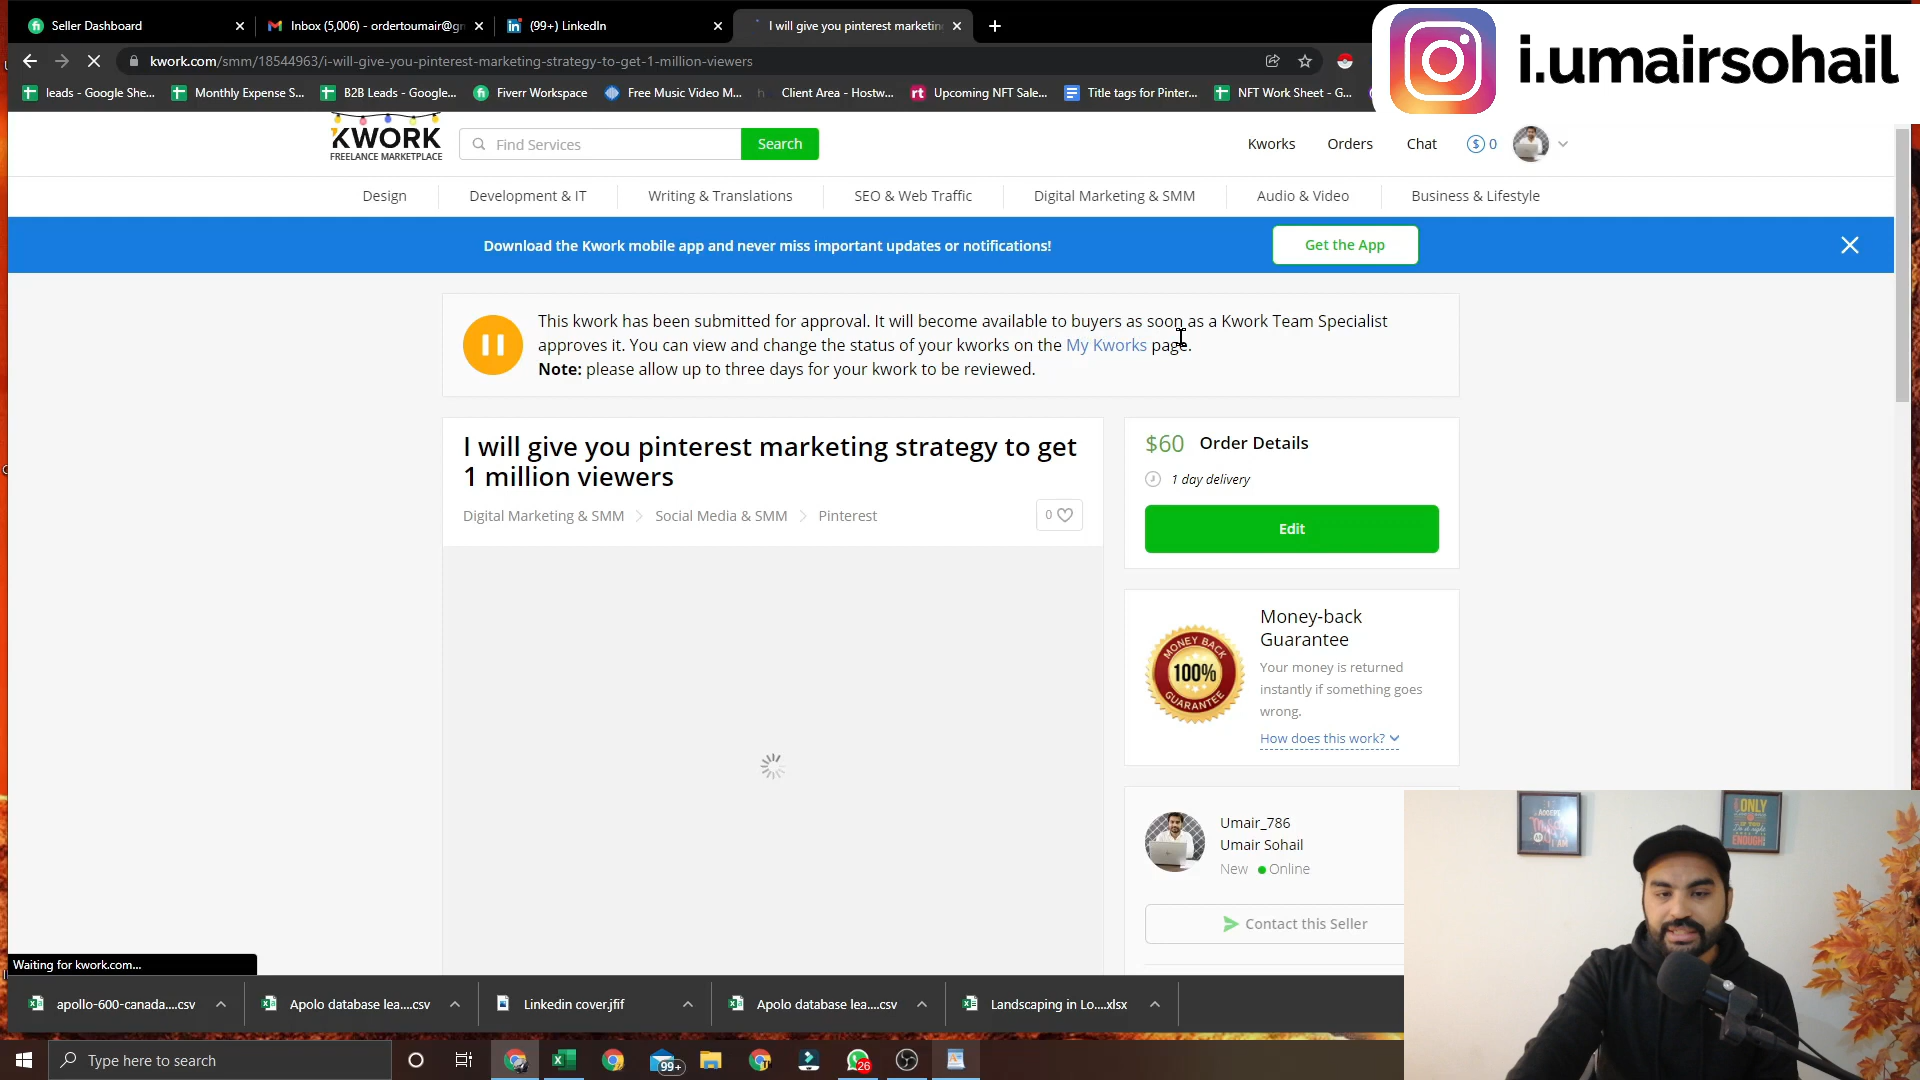 Seller Dashboard
Inbox (5,006) - ordertoumair@gm
(99+) LinkedIn
I will give you pinterest marketin
i.umairsohail
kwork.com/smm/18544963/i-will-give-you-pinterest-marketing-strategy-to-get-1-million-viewers
leads - Google She...
Monthly Expense S...
B2B Leads - Google...
Fiverr Workspace
Free Music Video M...
Client Area - Hostw...
Upcoming NFT Sale...
Title tags for Pinter...
NFT Work Sheet - G...
KWORK
FREELANCE MARKETPLACE
Find Services
Search
Kworks
Orders
Chat
$ 0
Design
Development & IT
Writing & Translations
SEO & Web Traffic
Digital Marketing & SMM
Audio & Video
Business & Lifestyle
Download the Kwork mobile app and never miss important updates or notifications!
Get the App
This kwork has been submitted for approval. It will become available to buyers as soon as a Kwork Team Specialist
approves it. You can view and change the status of your kworks on the My Kworks page.
Note: please allow up to three days for your kwork to be reviewed.
I will give you pinterest marketing strategy to get
1 million viewers
Digital Marketing & SMM
Social Media & SMM
Pinterest
0
$60 Order Details
1 day delivery
Edit
MONEY BACK
100%
GUARANTEE
Money-back
Guarantee
Your money is returned
instantly if something goes
wrong.
How does this work?
Umair_786
Umair Sohail
New
Online
Contact this Seller
ONLY
ENOUGH
I AM
Waiting for kwork.com...
apollo-600-canada....csv
Apolo database lea....csv
Linkedin cover.jfif
Apolo database lea....csv
Landscaping in Lo....xlsx
Type here to search
99+
26